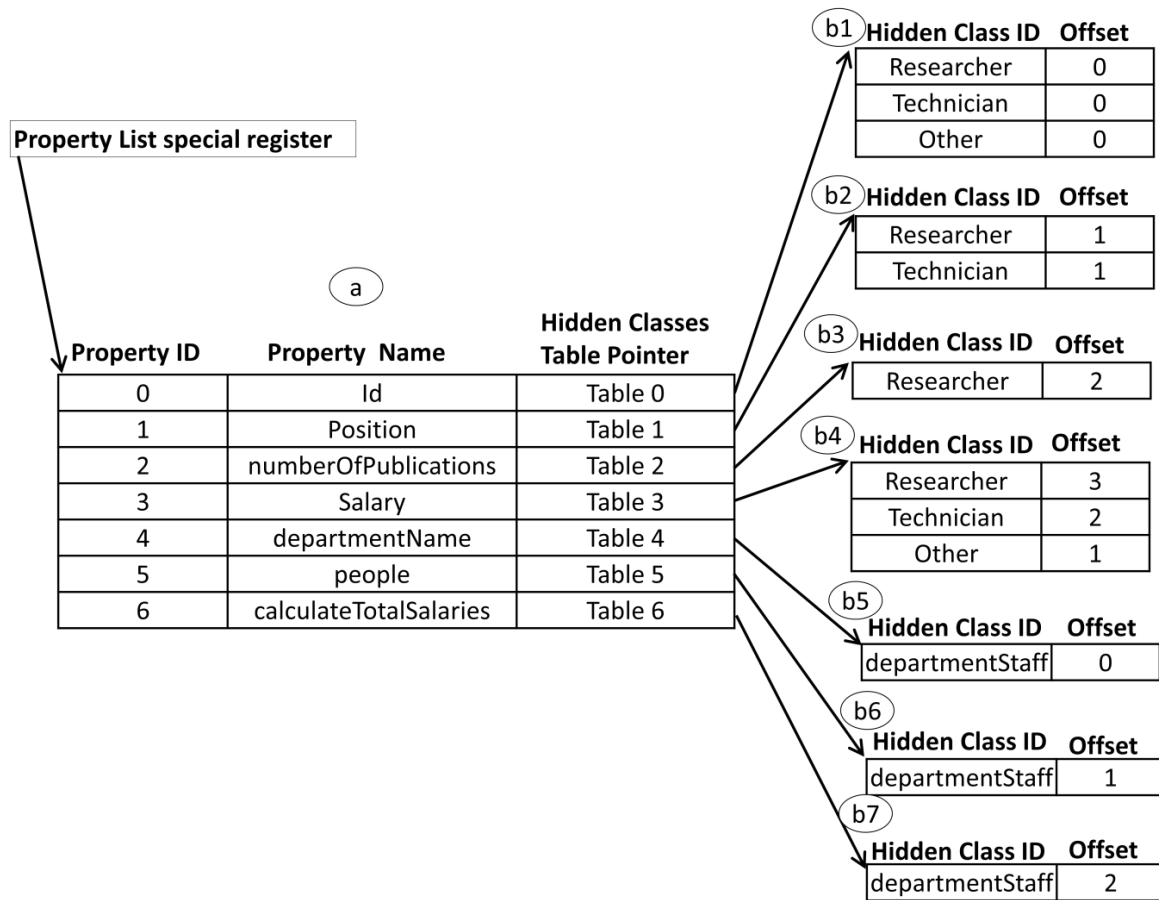 Property List special register
a
Hidden Classes
Property ID Property Name Table Pointer
0 Id Table 0
1 Position Table 1
2 numberOfPublications Table 2
3 Salary Table 3
4 departmentName Table 4
5 people Table 5
6 calculateTotalSalaries Table 6
b1
Hidden Class ID Offset
Researcher 0
Technician 0
Other 0
b2
Hidden Class ID Offset
Researcher 1
Technician 1
b3
Hidden Class ID Offset
Researcher 2
b4
Hidden Class ID Offset
Researcher 3
Technician 2
Other 1
b5
Hidden Class ID Offset
departmentStaff 0
b6
Hidden Class ID Offset
departmentStaff 1
b7
Hidden Class ID Offset
departmentStaff 2